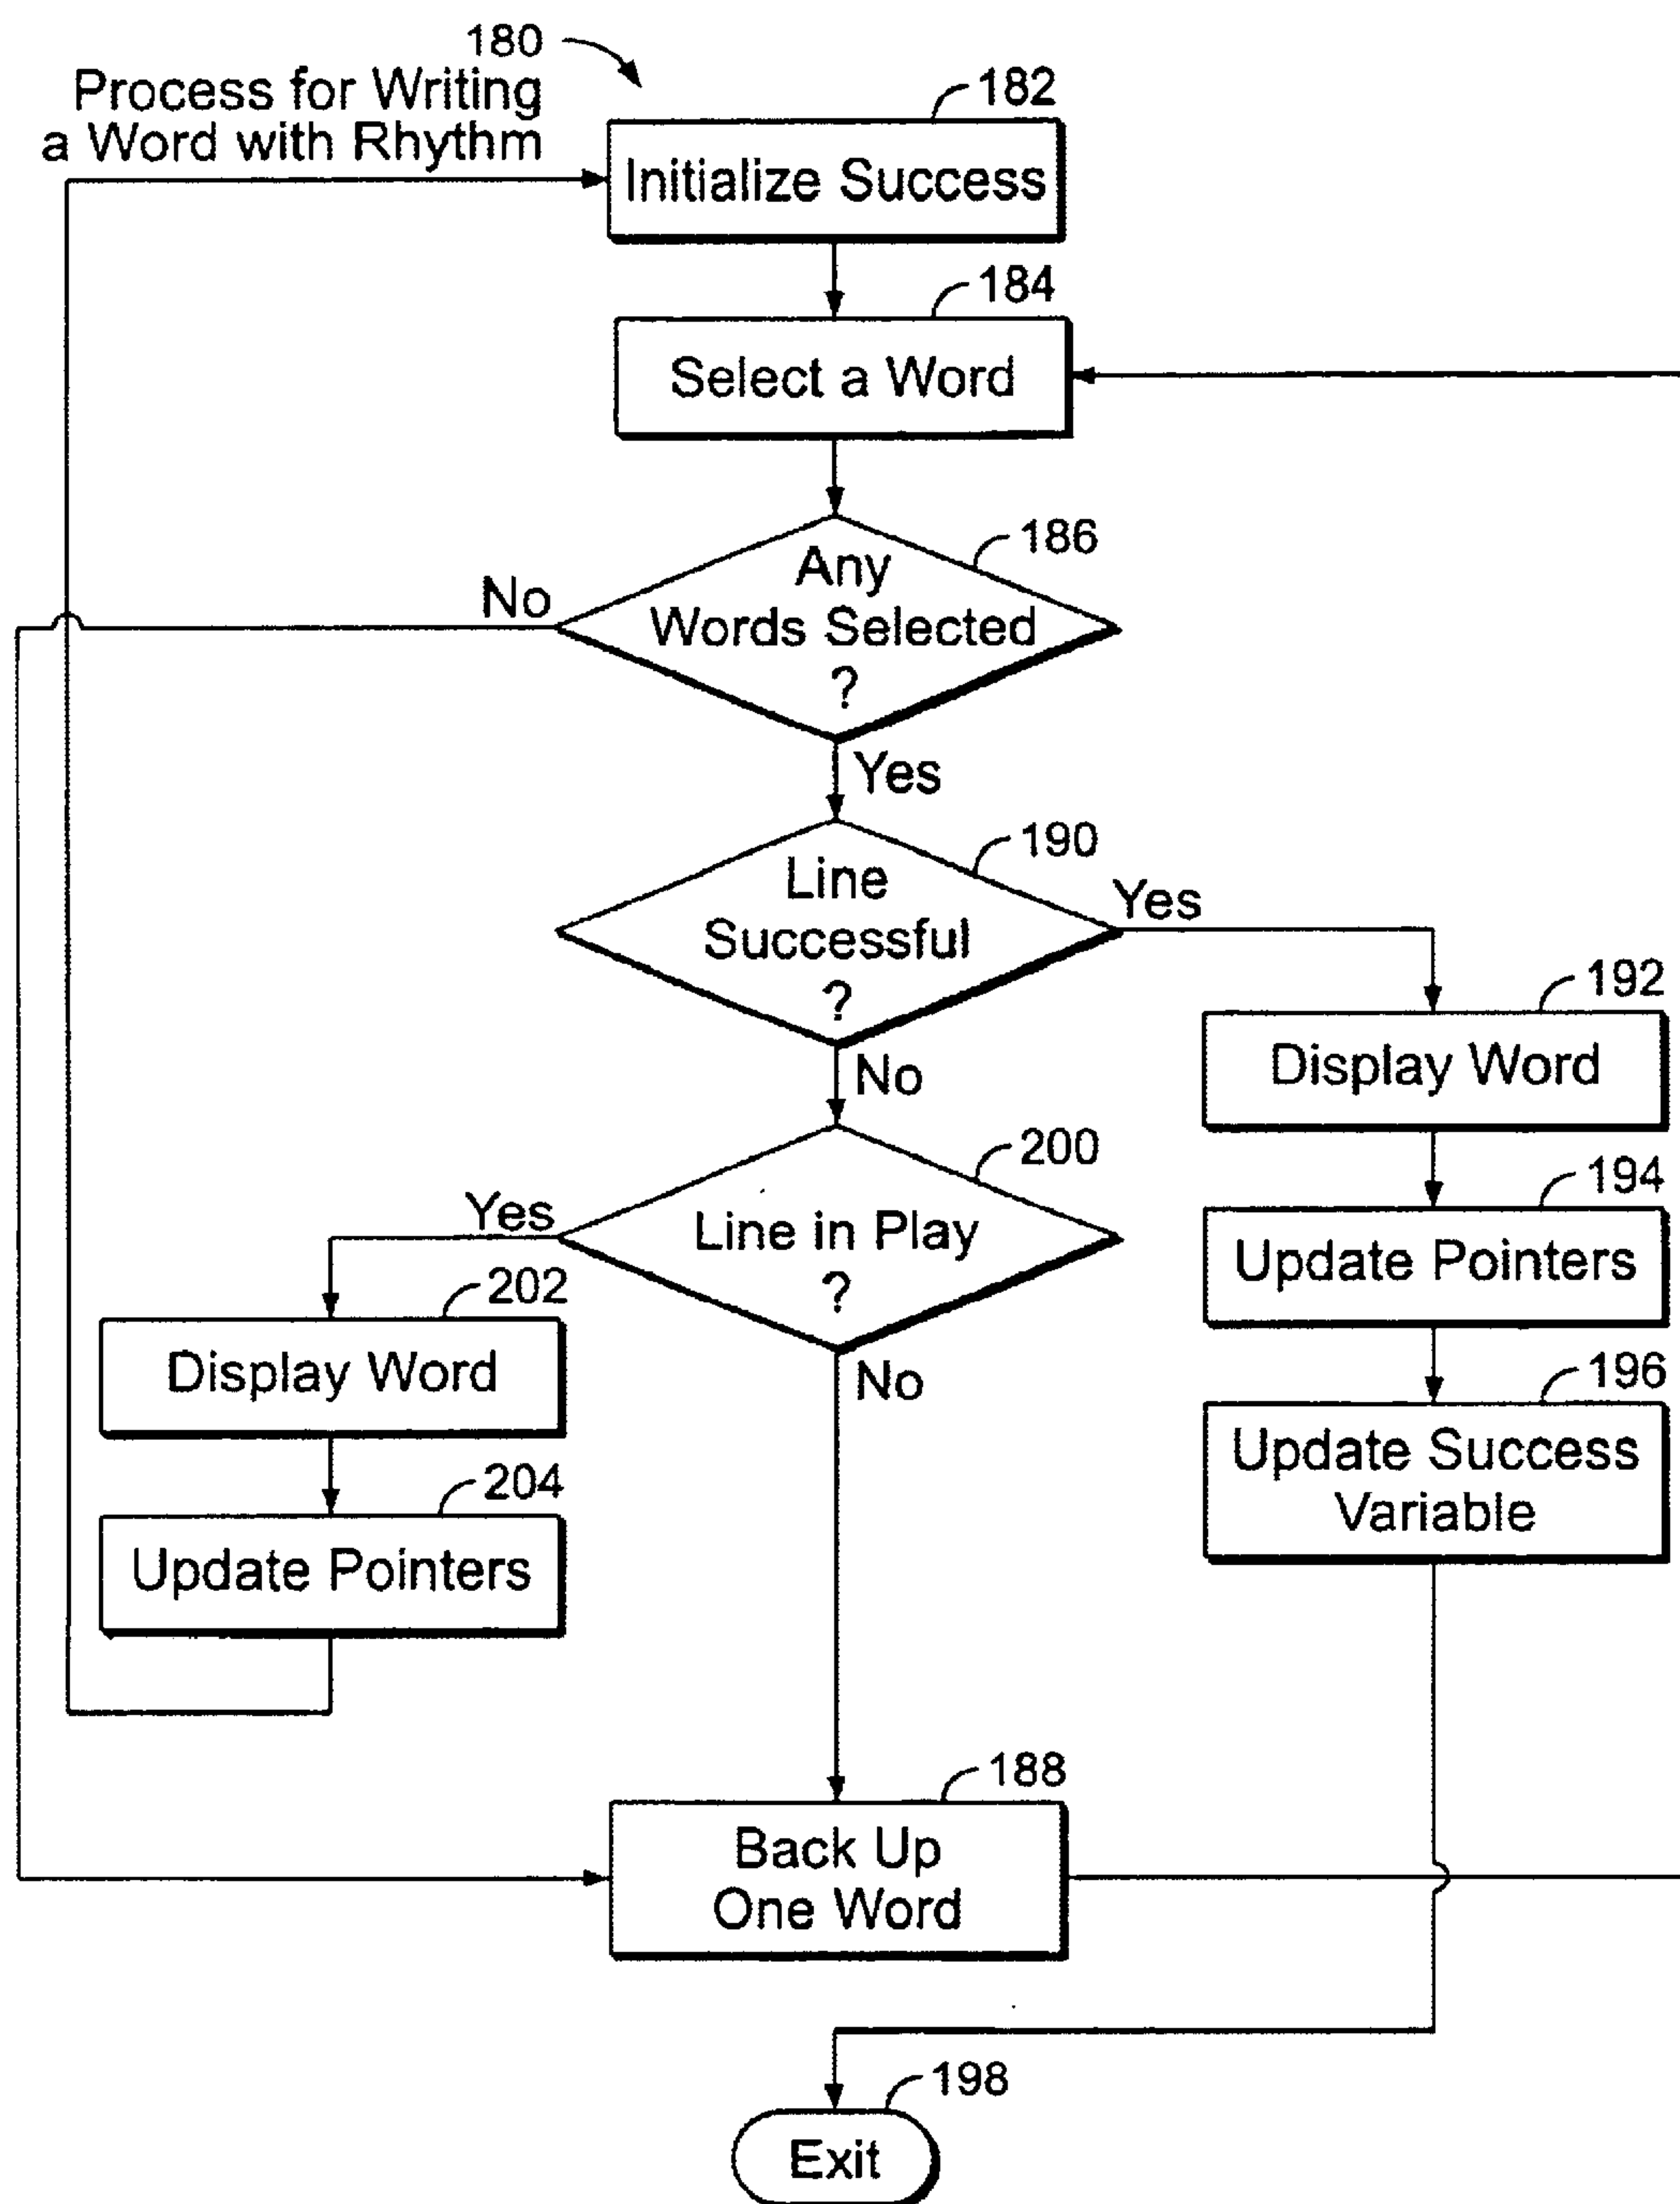 180
Process for Writing
a Word with Rhythm
182
Initialize Success
184
Select a Word
186
Any
Words Selected
?
No
Yes
190
Line
Successful
?
Yes
No
192
Display Word
194
Update Pointers
196
Update Success
Variable
200
Line in Play
?
Yes
No
202
Display Word
204
Update Pointers
188
Back Up
One Word
198
Exit